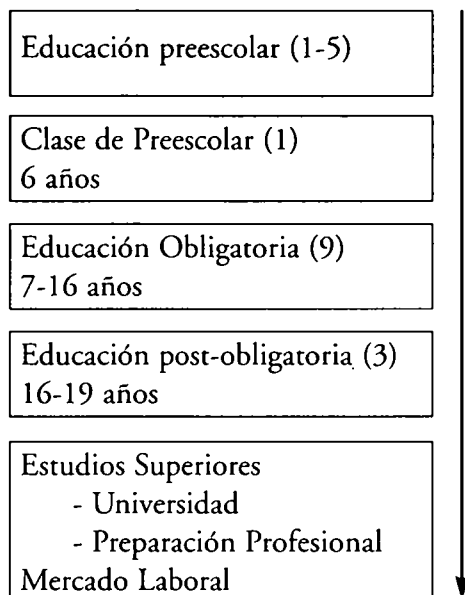 Educación preescolar (1-5)
Clase de Preescolar (1)
6 años
Educación Obligatoria (9)
7-16 años
Educación post-obligatoria (3)
16-19 años
Estudios Superiores
- Universidad
- Preparación Profesional
Mercado Laboral